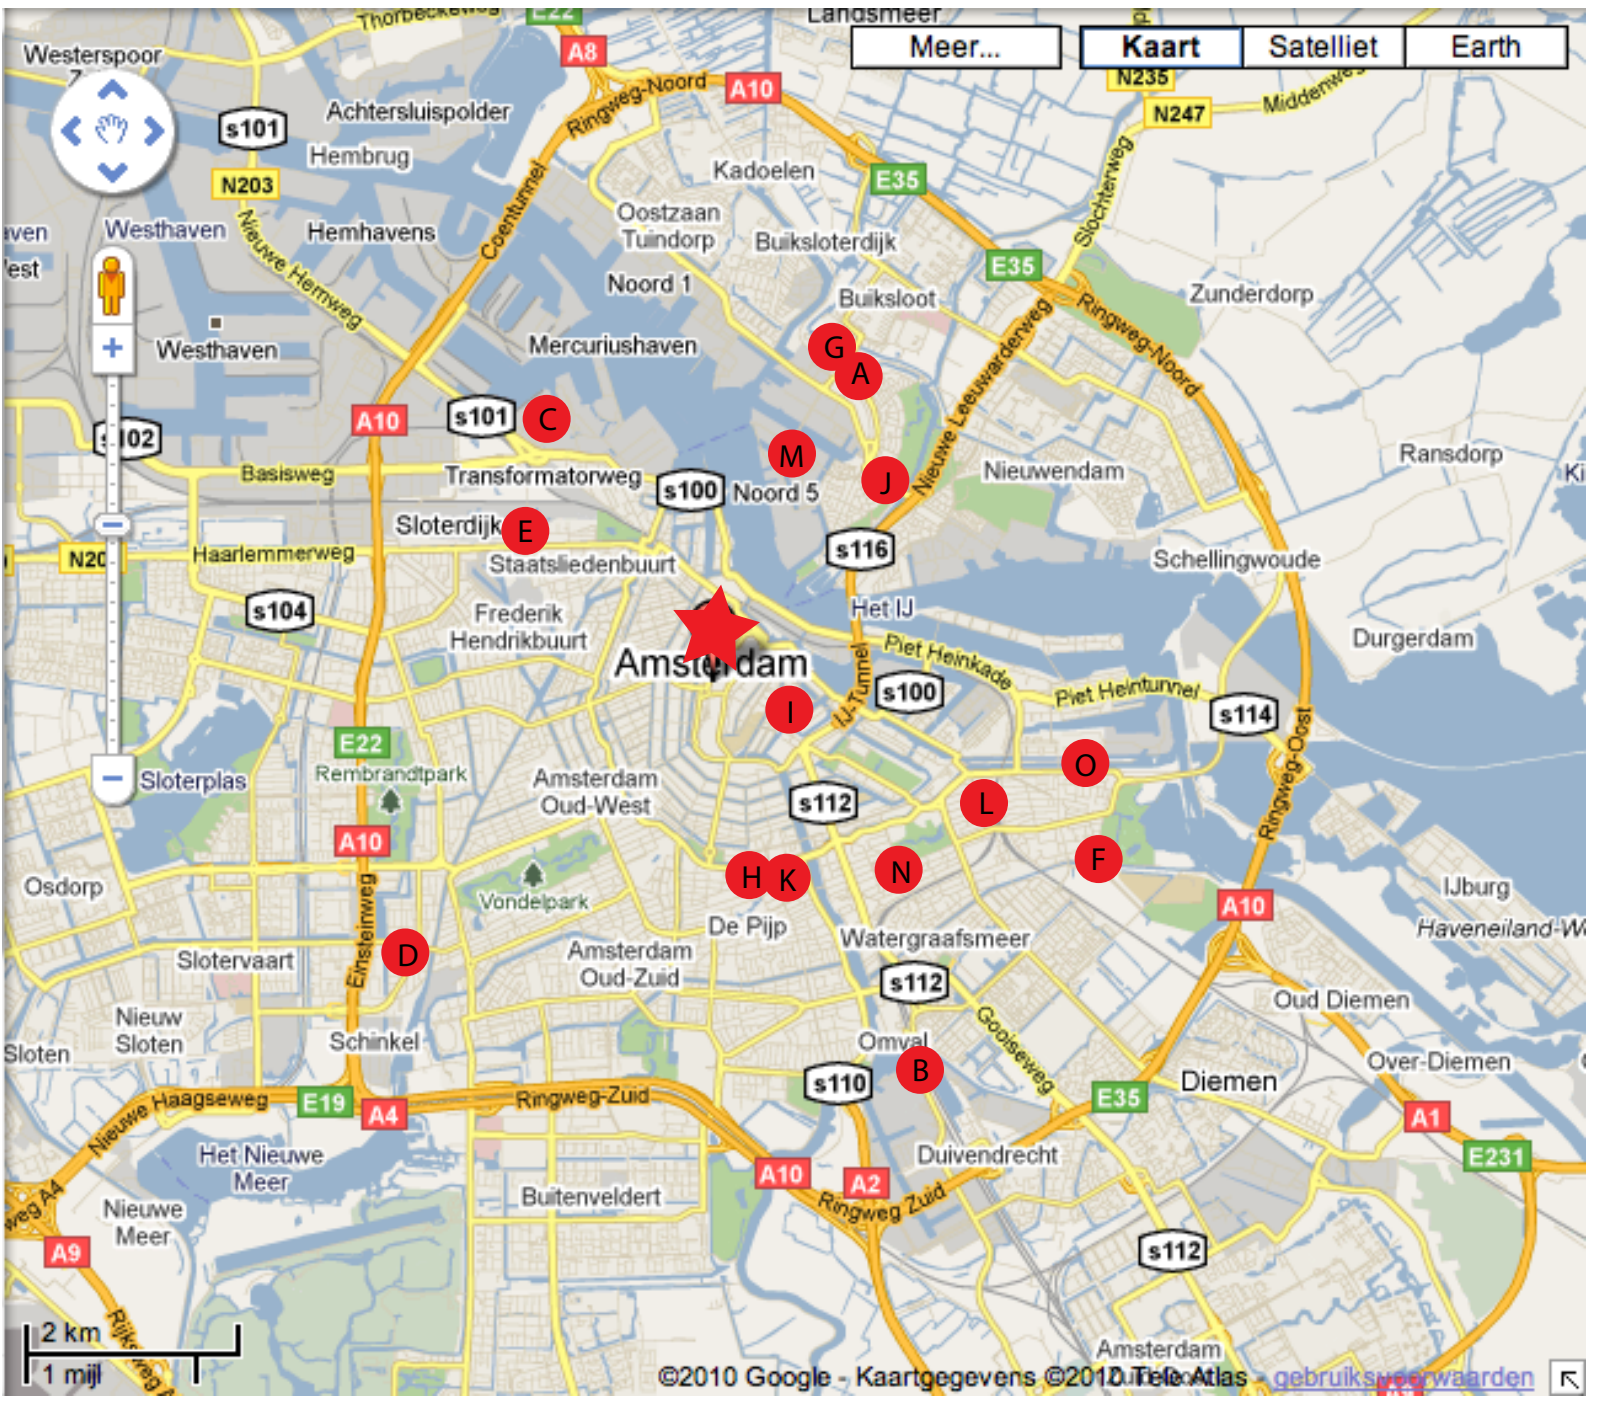 Thorbeckeweg
E22
Landsmeer
Westerspoor
A8
Meer...
Kaart
Satelliet
Earth
Ringweg-Noord
A10
N235
N247
Middenweg
s101
Achtersluispolder
Hembrug
Kadoelen
E35
N203
Slochterweg
Westhaven
Hemhavens
Coentunnel
Oostzaan
Tuindorp
Buiksloterdijk
Nieuwe Hemweg
Noord 1
E35
Buiksloot
Zunderdorp
Ringweg-Noord
Westhaven
Mercuriushaven
G
A
Nieuwe Leeuwarderweg
A10
s101
C
s102
M
Basisweg
Transformatorweg
s100
Noord 5
J
Nieuwendam
Ransdorp
Sloterdijk
E
Haarlemmerweg
Staatsliedenbuurt
s116
Schellingwoude
s104
Frederik
Hendrikbuurt
Het IJ
Durgerdam
Amsterdam
Piet Heinkade
IJ-Tunnel
s100
Piet Heintunnel
I
s114
E22
Rembrandtpark
Sloterplas
Amsterdam
Oud-West
O
s112
L
Ringweg-Oost
A10
H
K
N
F
Osdorp
Vondelpark
IJburg
A10
De Pijp
Einsteinweg
Slotervaart
D
Amsterdam
Oud-Zuid
Watergraafsmeer
s112
Oud Diemen
Nieuw
Sloten
Sloten
Schinkel
Gooiseweg
Omval
B
Over-Diemen
s110
E35
Diemen
Nieuwe Haagseweg
E19
A4
Ringweg-Zuid
A1
Het Nieuwe
Meer
Duivendrecht
E231
A10
A2
Buitenveldert
Ringweg Zuid
Nieuwe
Meer
A9
s112
2 km
1 mijl
Amsterdam
©2010 Google - Kaartgegevens ©2010 Tele Atlas - gebruiksvoorwaarden